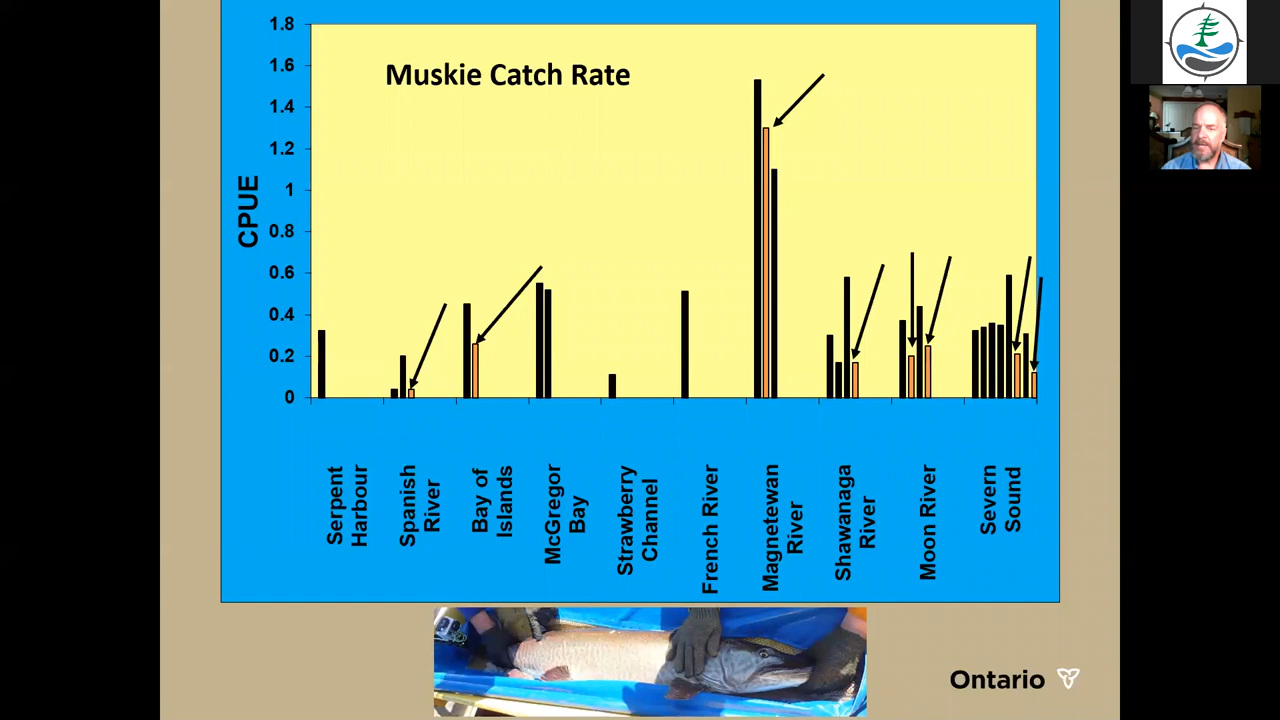 Muskie Catch Rate
CPUE
1.8
1.6
1.4
1.2
1
0.8
0.6
0.4
0.2
0
Serpent
Harbour
Spanish
River
Bay of
Islands
McGregor
Bay
Strawberry
Channel
French River
Magnetewan
River
Shawanaga
River
Moon River
Severn
Sound
Ontario